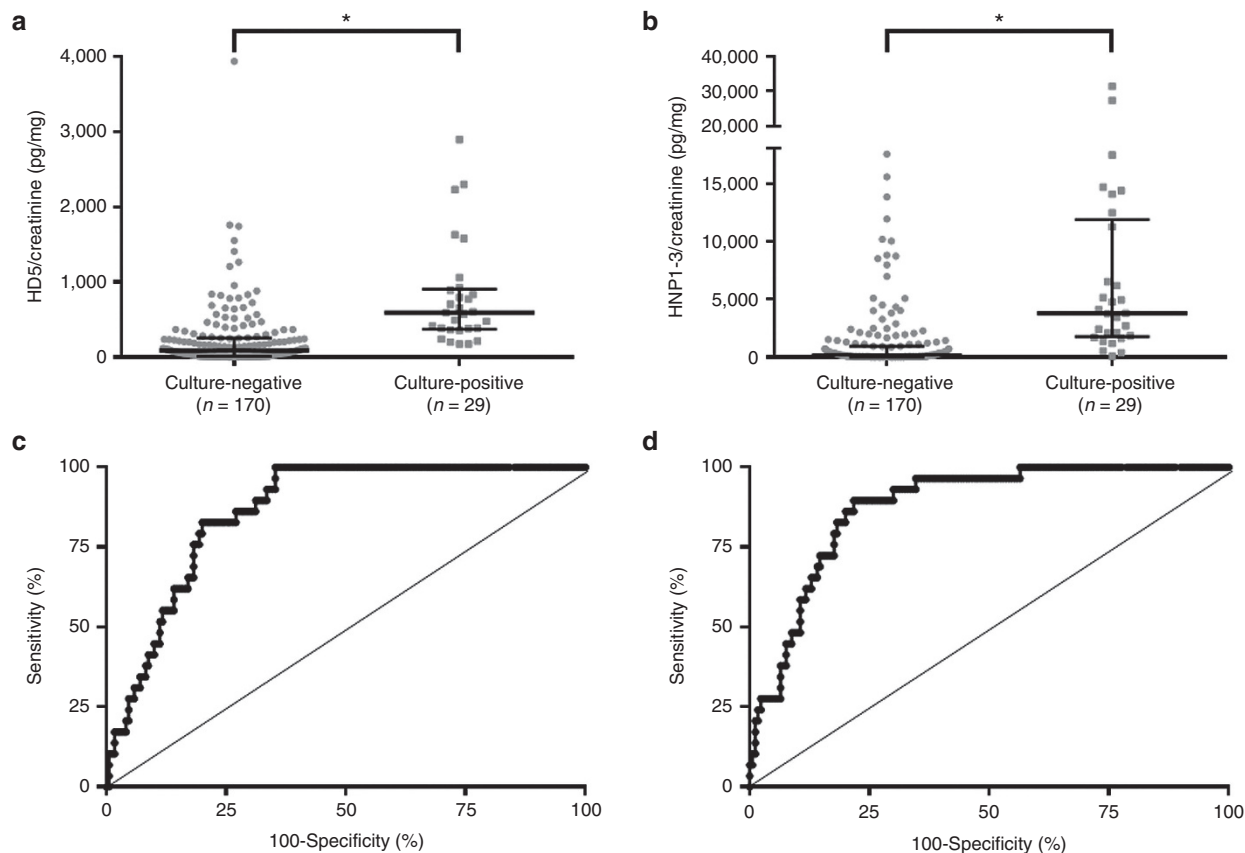 a
*
4,000
3,000
2,000
1,000
0
HD5/creatinine (pg/mg)
Culture-negative
(n = 170)
Culture-positive
(n = 29)
b
*
40,000
30,000
20,000
15,000
10,000
5,000
0
HNP1-3/creatinine (pg/mg)
Culture-negative
(n = 170)
Culture-positive
(n = 29)
c
100
75
50
25
0
Sensitivity (%)
0 25 50 75 100
100-Specificity (%)
d
100
75
50
25
0
Sensitivity (%)
0 25 50 75 100
100-Specificity (%)